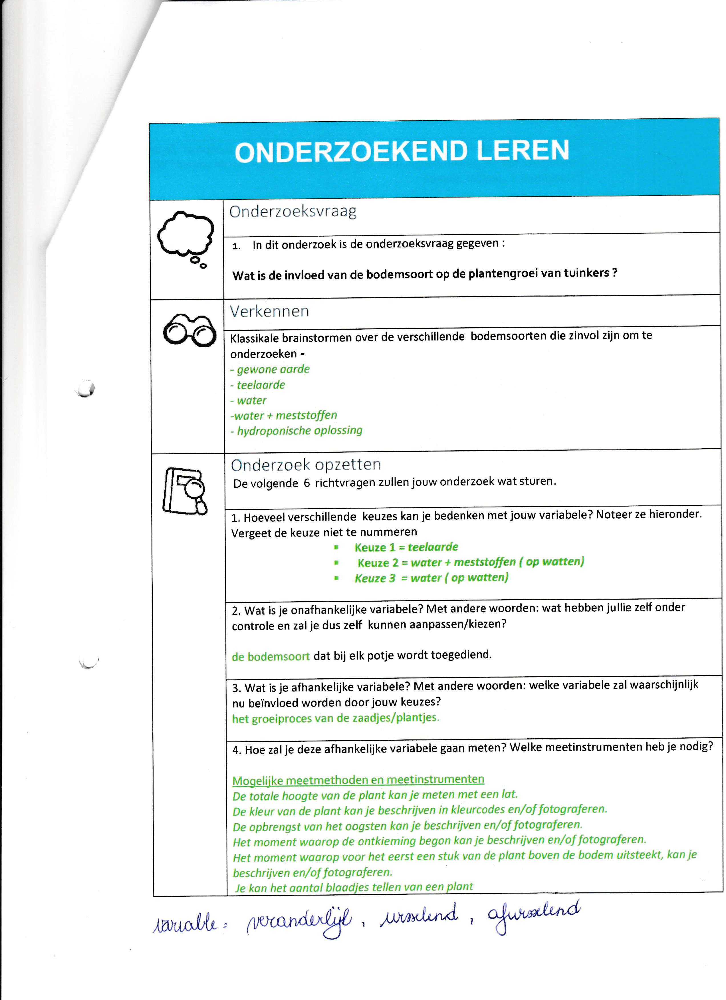 ONDERZOEKEND LEREN
Onderzoeksvraag
1. In dit onderzoek is de onderzoeksvraag gegeven :
Wat is de invloed van de bodemsoort op de plantengroei van tuinkers ?
Verkennen
Klassikale brainstormen over de verschillende bodemsoorten die zinvol zijn om te
onderzoeken -
- gewone aarde
- teelaarde
- water
-water + meststoffen
- hydroponische oplossing
Onderzoek opzetten
De volgende 6 richtvragen zullen jouw onderzoek wat sturen.
1. Hoeveel verschillende keuzes kan je bedenken met jouw variabele? Noteer ze hieronder.
Vergeet de keuze niet te nummeren
▪ Keuze 1 = teelaarde
▪ Keuze 2 = water + meststoffen ( op watten)
▪ Keuze 3 = water ( op watten)
2. Wat is je onafhankelijke variabele? Met andere woorden: wat hebben jullie zelf onder
controle en zal je dus zelf kunnen aanpassen/kiezen?
de bodemsoort dat bij elk potje wordt toegediend.
3. Wat is je afhankelijke variabele? Met andere woorden: welke variabele zal waarschijnlijk
nu beïnvloed worden door jouw keuzes?
het groeiproces van de zaadjes/plantjes.
4. Hoe zal je deze afhankelijke variabele gaan meten? Welke meetinstrumenten heb je nodig?
Mogelijke meetmethoden en meetinstrumenten
De totale hoogte van de plant kan je meten met een lat.
De kleur van de plant kan je beschrijven in kleurcodes en/of fotograferen.
De opbrengst van het oogsten kan je beschrijven en/of fotograferen.
Het moment waarop de ontkieming begon kan je beschrijven en/of fotograferen.
Het moment waarop voor het eerst een stuk van de plant boven de bodem uitsteekt, kan je
beschrijven en/of fotograferen.
Je kan het aantal blaadjes tellen van een plant
variable = veranderlijk, wisselend, afwisselend